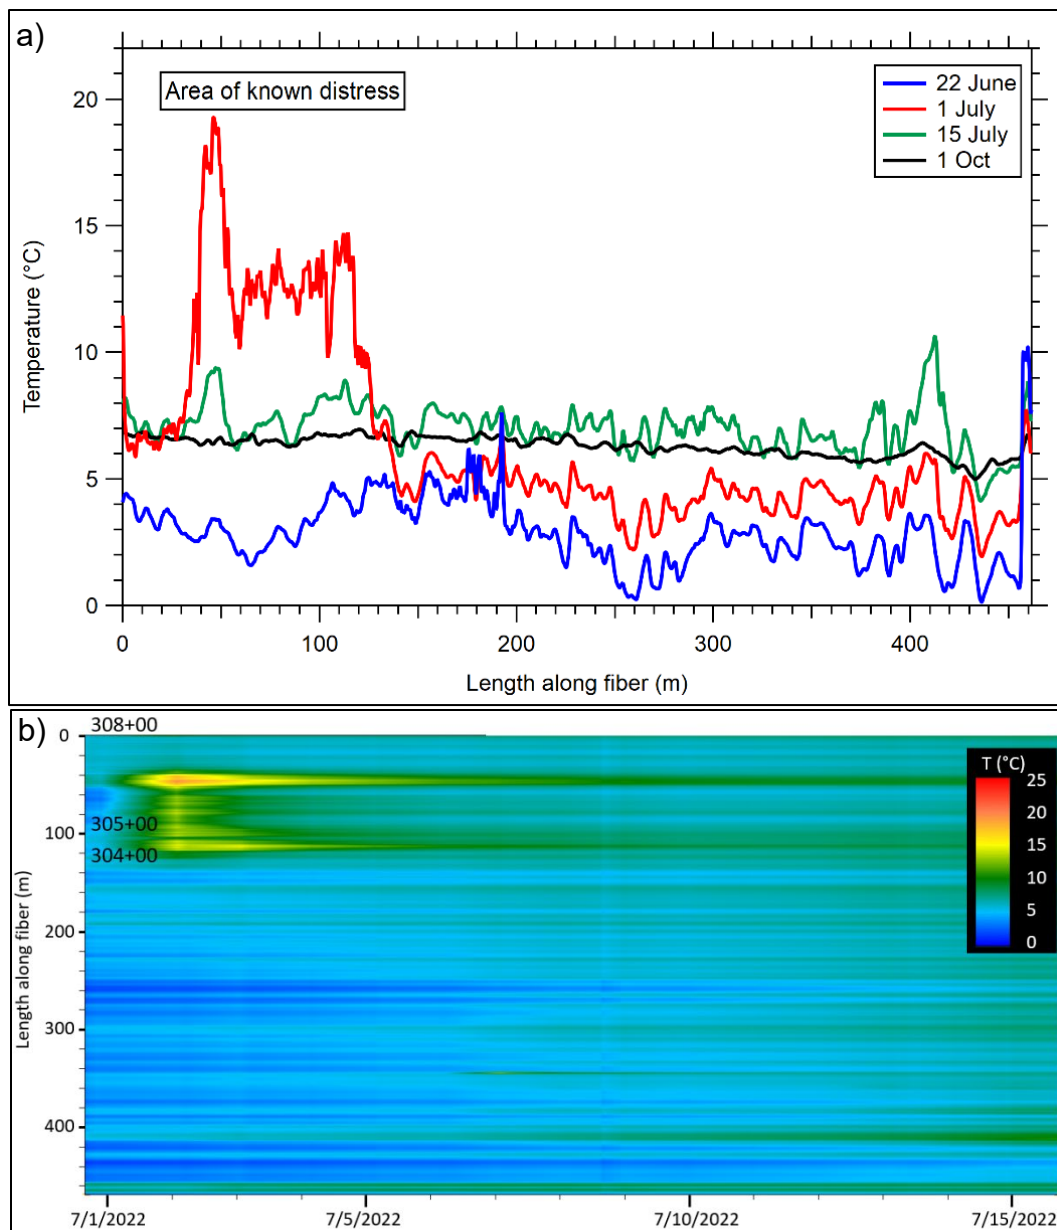 a)
Area of known distress
22 June
1 July
15 July
1 Oct
20
15
10
5
0
Temperature (°C)
0 100 200 300 400
Length along fiber (m)
b)
308+00
305+00
304+00
0
100
200
300
400
Length along fiber (m)
T (°C)
25
20
15
10
5
0
7/1/2022 7/5/2022 7/10/2022 7/15/2022